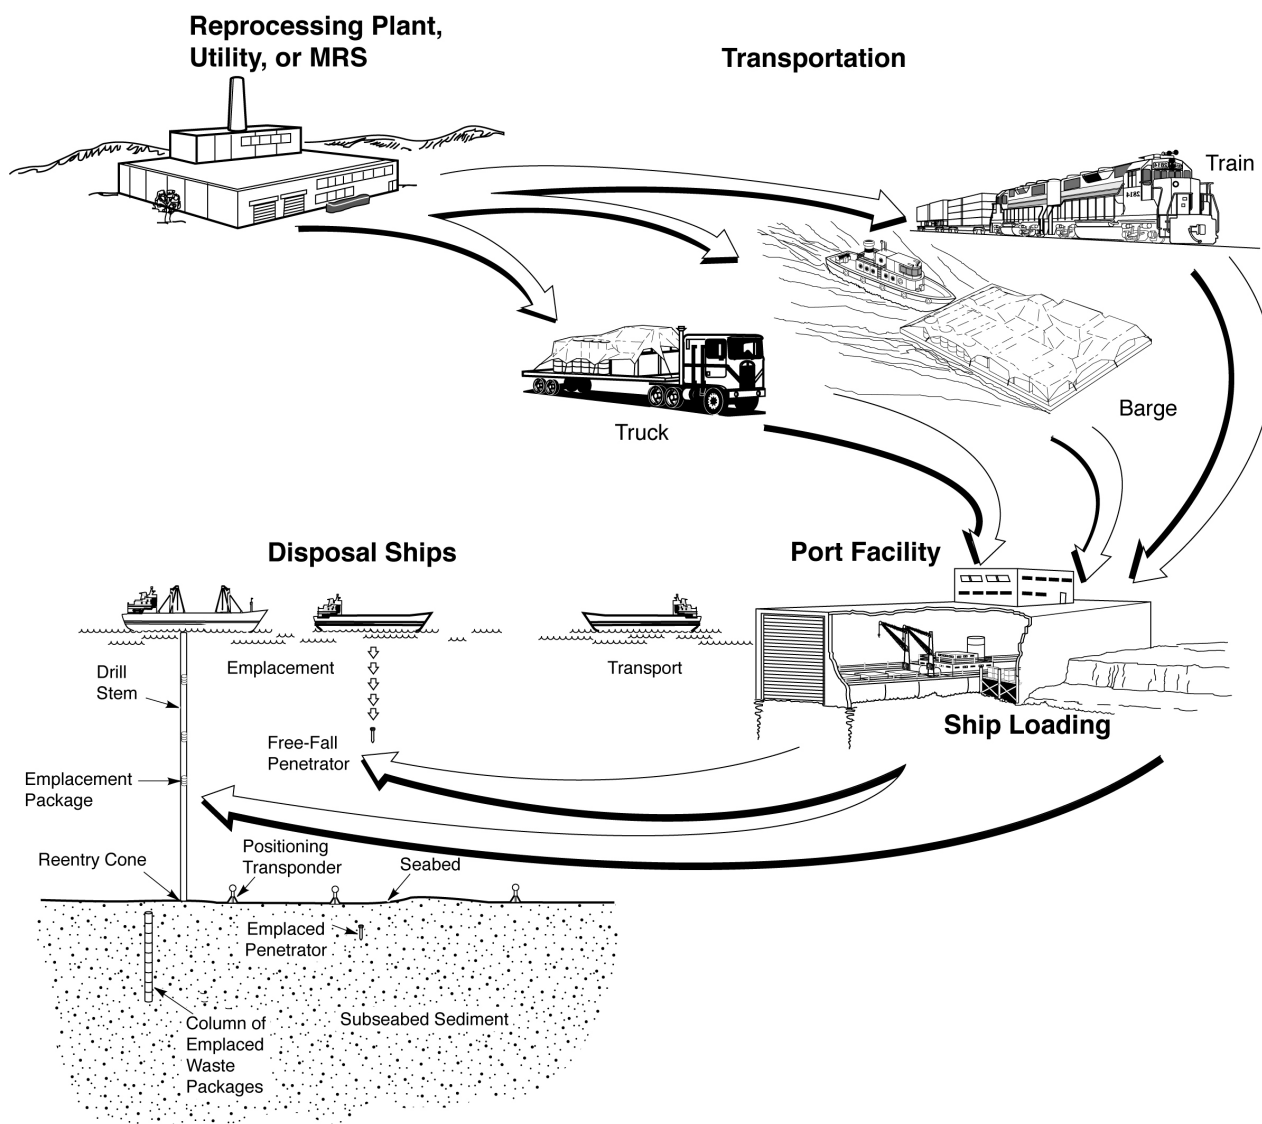 Reprocessing Plant,
Utility, or MRS
Transportation
Train
Barge
Truck
Disposal Ships
Port Facility
Drill
Stem
Emplacement
Transport
Ship Loading
Free-Fall
Penetrator
Emplacement
Package
Reentry Cone
Positioning
Transponder
Seabed
Emplaced
Penetrator
Column of
Emplaced
Waste
Packages
Subseabed Sediment